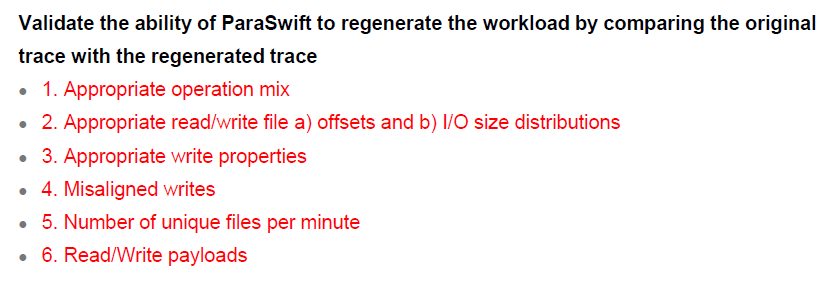 Validate the ability of ParaSwift to regenerate the workload by comparing the original
trace with the regenerated trace
• 1. Appropriate operation mix
• 2. Appropriate read/write file a) offsets and b) I/O size distributions
• 3. Appropriate write properties
• 4. Misaligned writes
• 5. Number of unique files per minute
• 6. Read/Write payloads